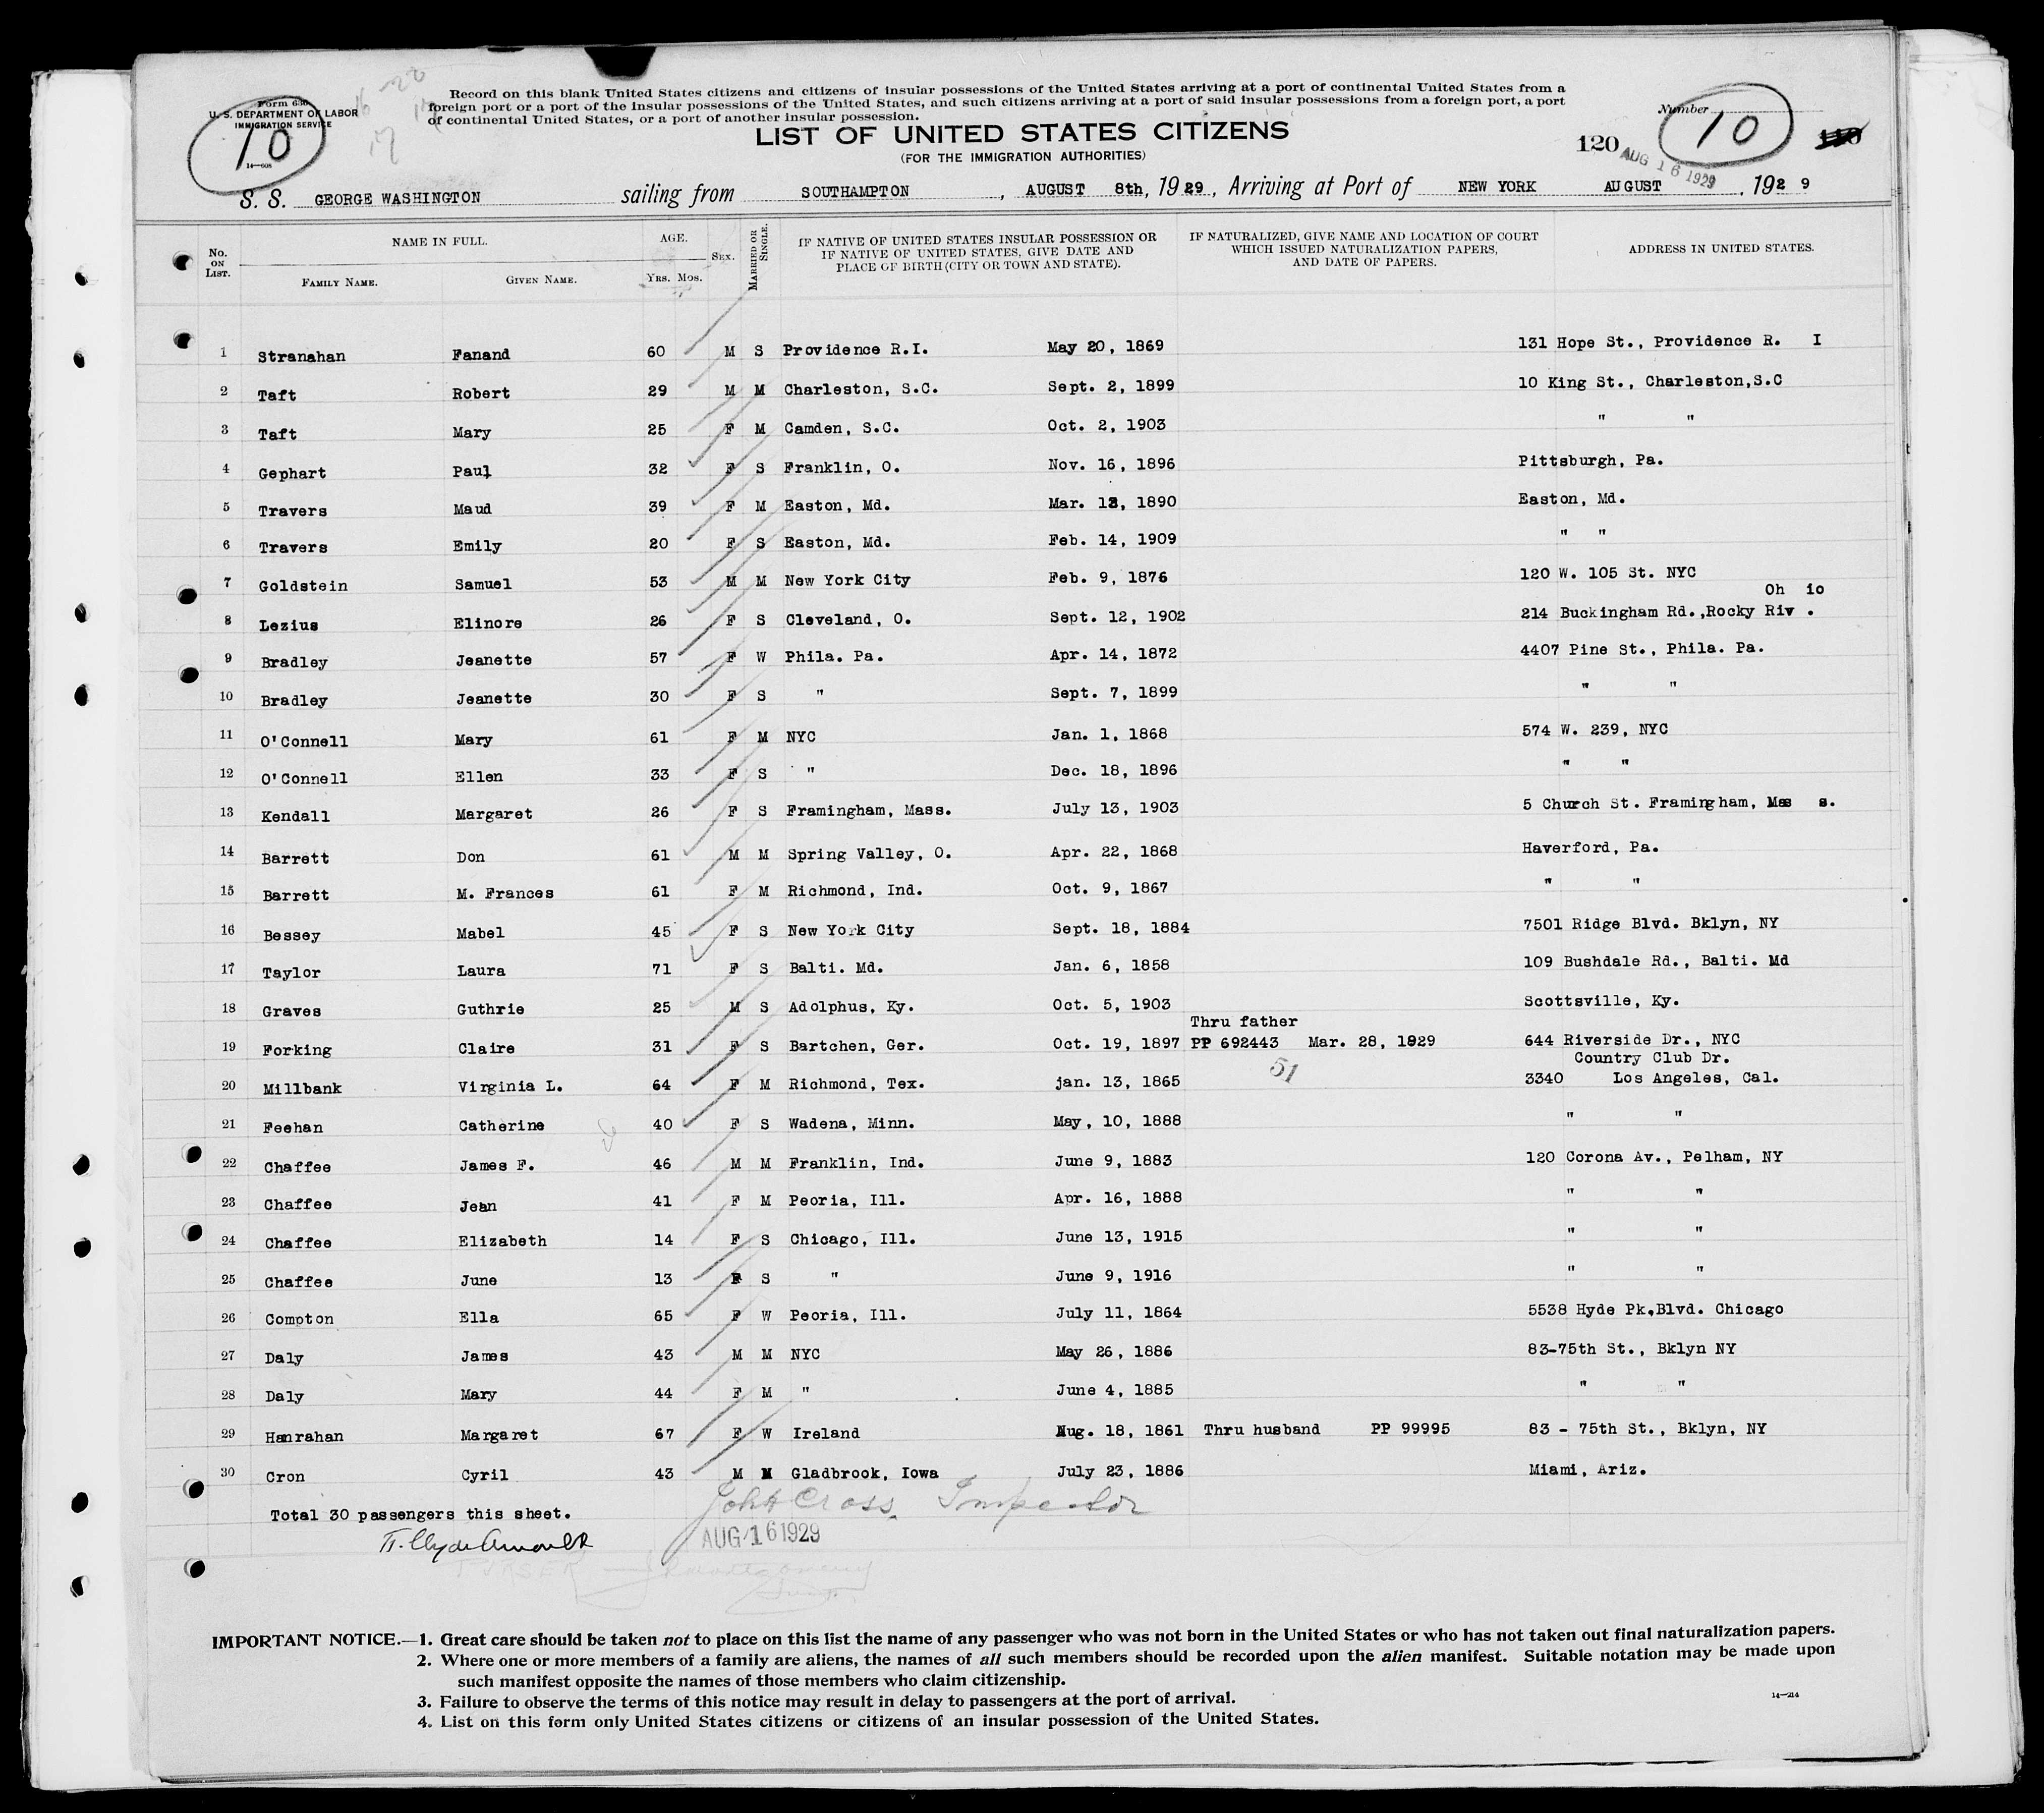 Form 630
U. S. DEPARTMENT OF LABOR
IMMIGRATION SERVICE
14—608
10
Record on this blank United States citizens and citizens of insular possessions of the United States arriving at a port of continental United States from a
foreign port or a port of the insular possessions of the United States, and such citizens arriving at a port of said insular possessions from a foreign port, a port
of continental United States, or a port of another insular possession.
LIST OF UNITED STATES CITIZENS
(FOR THE IMMIGRATION AUTHORITIES)
Number 10
120
AUG 16 1929
S. S. GEORGE WASHINGTON sailing from SOUTHAMPTON, AUGUST 8th, 1929, Arriving at Port of NEW YORK AUGUST, 1929
No. ON LIST. NAME IN FULL. FAMILY NAME. GIVEN NAME. AGE. YRS. MOS. SEX. MARRIED OR SINGLE. IF NATIVE OF UNITED STATES INSULAR POSSESSION OR IF NATIVE OF UNITED STATES, GIVE DATE AND PLACE OF BIRTH (CITY OR TOWN AND STATE). IF NATURALIZED, GIVE NAME AND LOCATION OF COURT WHICH ISSUED NATURALIZATION PAPERS, AND DATE OF PAPERS. ADDRESS IN UNITED STATES.
1 Stranahan Fanand 60 M S Providence R.I. May 20, 1869 131 Hope St., Providence R. I
2 Taft Robert 29 M M Charleston, S.C. Sept. 2, 1899 10 King St., Charleston,S.C
3 Taft Mary 25 F M Camden, S.C. Oct. 2, 1903 " "
4 Gephart Paul 32 F S Franklin, O. Nov. 16, 1896 Pittsburgh, Pa.
5 Travers Maud 39 F M Easton, Md. Mar. 13, 1890 Easton, Md.
6 Travers Emily 20 F S Easton, Md. Feb. 14, 1909 " "
7 Goldstein Samuel 53 M M New York City Feb. 9, 1876 120 W. 105 St. NYC
Oh io
8 Lezius Elinore 26 F S Cleveland, O. Sept. 12, 1902 214 Buckingham Rd.,Rocky Riv .
9 Bradley Jeanette 57 F W Phila. Pa. Apr. 14, 1872 4407 Pine St., Phila. Pa.
10 Bradley Jeanette 30 F S " Sept. 7, 1899 " "
11 O'Connell Mary 61 F M NYC Jan. 1, 1868 574 W. 239, NYC
12 O'Connell Ellen 33 F S " Dec. 18, 1896 " "
13 Kendall Margaret 26 F S Framingham, Mass. July 13, 1903 5 Church St. Framingham, Mas s.
14 Barrett Don 61 M M Spring Valley, O. Apr. 22, 1868 Haverford, Pa.
15 Barrett M. Frances 61 F M Richmond, Ind. Oct. 9, 1867 " "
16 Bessey Mabel 45 F S New York City Sept. 18, 1884 7501 Ridge Blvd. Bklyn, NY
17 Taylor Laura 71 F S Balti. Md. Jan. 6, 1858 109 Bushdale Rd., Balti. Md
18 Graves Guthrie 25 M S Adolphus, Ky. Oct. 5, 1903 Scottsville, Ky.
Thru father
19 Forking Claire 31 F S Bartchen, Ger. Oct. 19, 1897 PP 692443 Mar. 28, 1929 644 Riverside Dr., NYC
51
Country Club Dr.
20 Millbank Virginia L. 64 F M Richmond, Tex. jan. 13, 1865 3340 Los Angeles, Cal.
21 Feehan Catherine 40 F S Wadena, Minn. May, 10, 1888 " "
22 Chaffee James F. 46 M M Franklin, Ind. June 9, 1883 120 Corona Av., Pelham, NY
23 Chaffee Jean 41 F M Peoria, Ill. Apr. 16, 1888 " "
24 Chaffee Elizabeth 14 F S Chicago, Ill. June 13, 1915 " "
25 Chaffee June 13 F S " June 9, 1916 " "
26 Compton Ella 65 F W Peoria, Ill. July 11, 1864 5538 Hyde Pk.Blvd. Chicago
27 Daly James 43 M M NYC May 26, 1886 83-75th St., Bklyn NY
28 Daly Mary 44 F M " June 4, 1885 " "
29 Hanrahan Margaret 67 F W Ireland Aug. 18, 1861 Thru husband PP 99995 83 - 75th St., Bklyn, NY
30 Cron Cyril 43 M M Gladbrook, Iowa July 23, 1886 Miami, Ariz.
Total 30 passengers this sheet.
John Cross. Inspector
AUG 16 1929
IMPORTANT NOTICE.—1. Great care should be taken not to place on this list the name of any passenger who was not born in the United States or who has not taken out final naturalization papers.
2. Where one or more members of a family are aliens, the names of all such members should be recorded upon the alien manifest. Suitable notation may be made upon
such manifest opposite the names of those members who claim citizenship.
3. Failure to observe the terms of this notice may result in delay to passengers at the port of arrival.
4. List on this form only United States citizens or citizens of an insular possession of the United States.
14—214